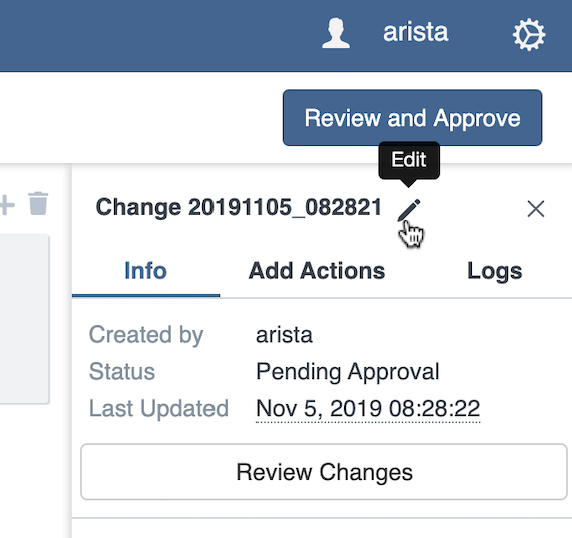 arista
Review and Approve
Edit
Change 20191105_082821
Info Add Actions Logs
Created by arista
Status Pending Approval
Last Updated Nov 5, 2019 08:28:22
Review Changes